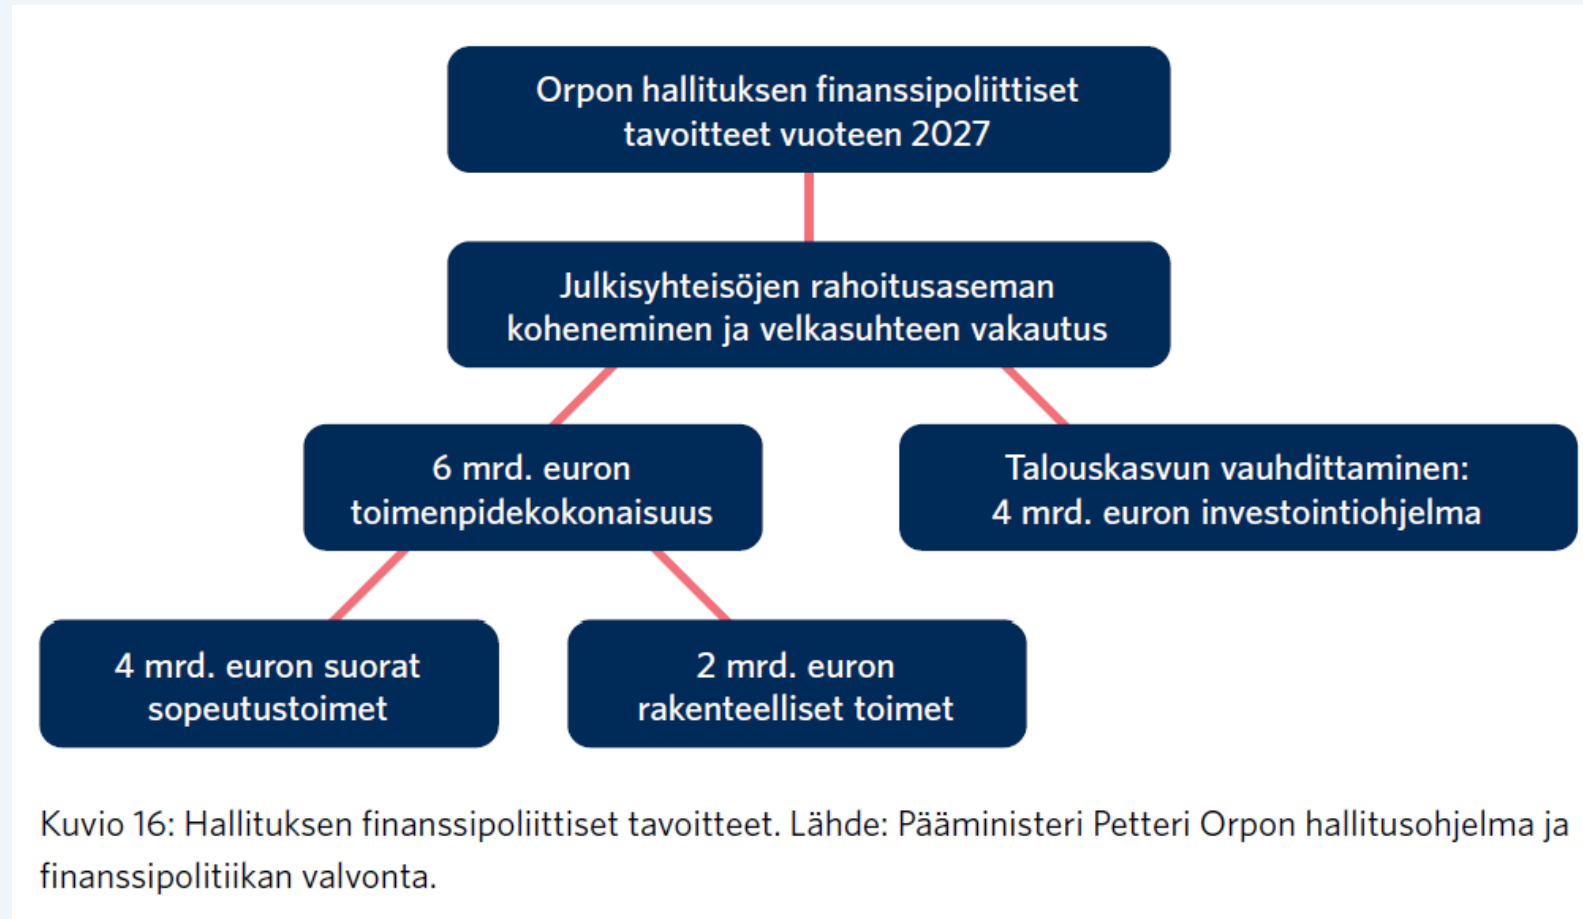 Orpon hallituksen finanssipoliittiset
tavoitteet vuoteen 2027
Julkisyhteisöjen rahoitusaseman
koheneminen ja velkasuhteen vakautus
6 mrd. euron
toimenpidekokonaisuus
Talouskasvun vauhdittaminen:
4 mrd. euron investointiohjelma
4 mrd. euron suorat
sopeutustoimet
2 mrd. euron
rakenteelliset toimet
Kuvio 16: Hallituksen finanssipoliittiset tavoitteet. Lähde: Pääministeri Petteri Orpon hallitusohjelma ja
finanssipolitiikan valvonta.